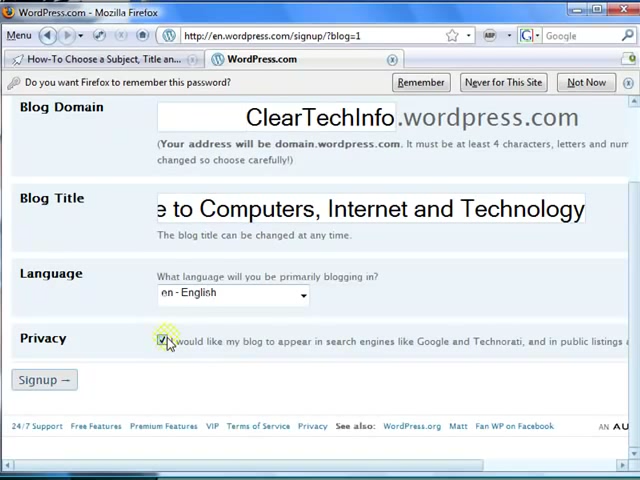 WordPress.com - Mozilla Firefox
Menu http://en.wordpress.com/signup/?blog=1 ABP G Google
How-To Choose a Subject, Title an... WordPress.com
Do you want Firefox to remember this password? Remember Never for This Site Not Now
Blog Domain ClearTechInfo.wordpress.com
(Your address will be domain.wordpress.com. It must be at least 4 characters, letters and num
changed so choose carefully!)
Blog Title e to Computers, Internet and Technology
The blog title can be changed at any time.
Language What language will you be primarily blogging in?
en - English
Privacy I would like my blog to appear in search engines like Google and Technorati, and in public listings a
Signup →
24/7 Support Free Features Premium Features VIP Terms of Service Privacy See also: WordPress.org Matt Fan WP on Facebook AN AU